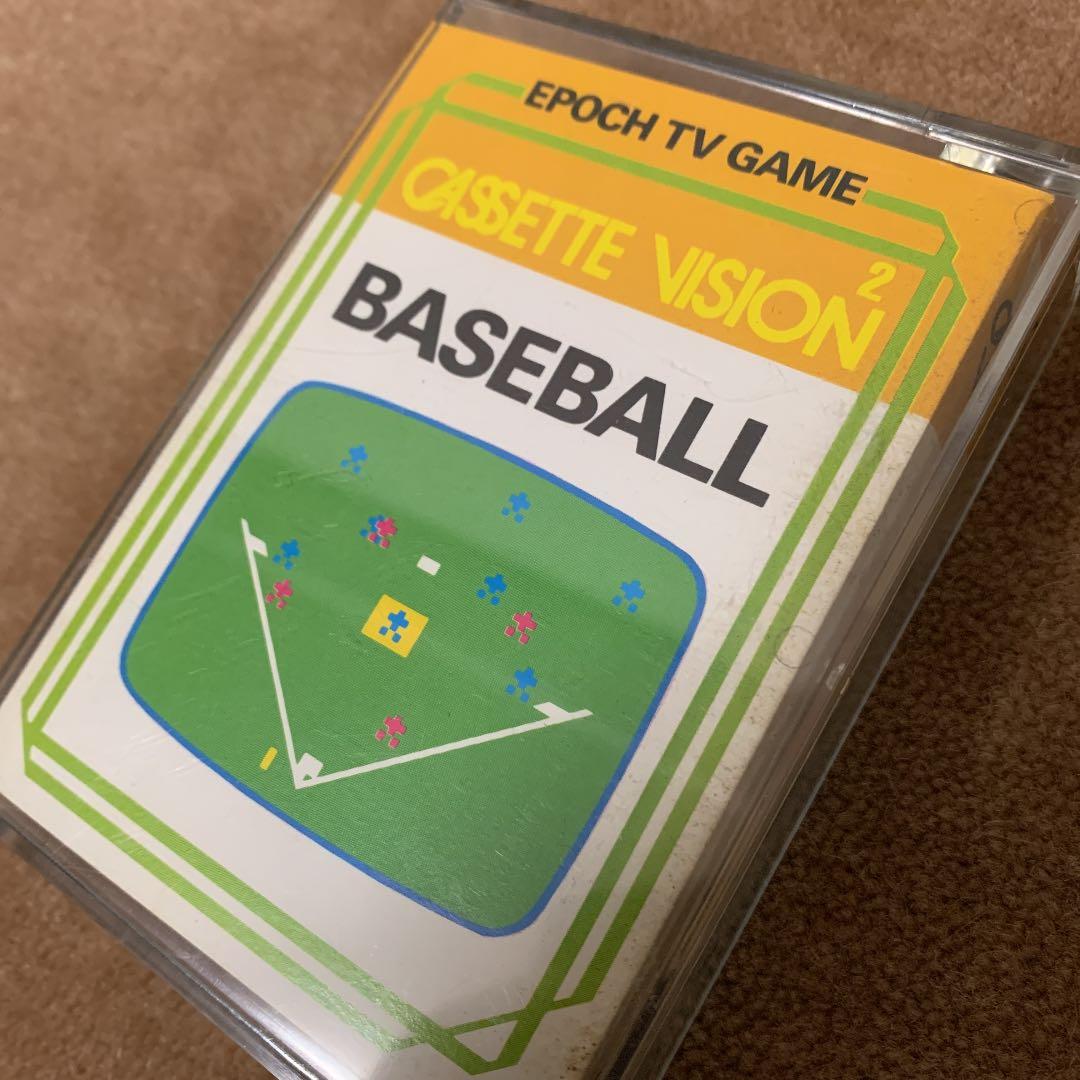 EPOCH TV GAME
CASSETTE VISION
2
BASEBALL